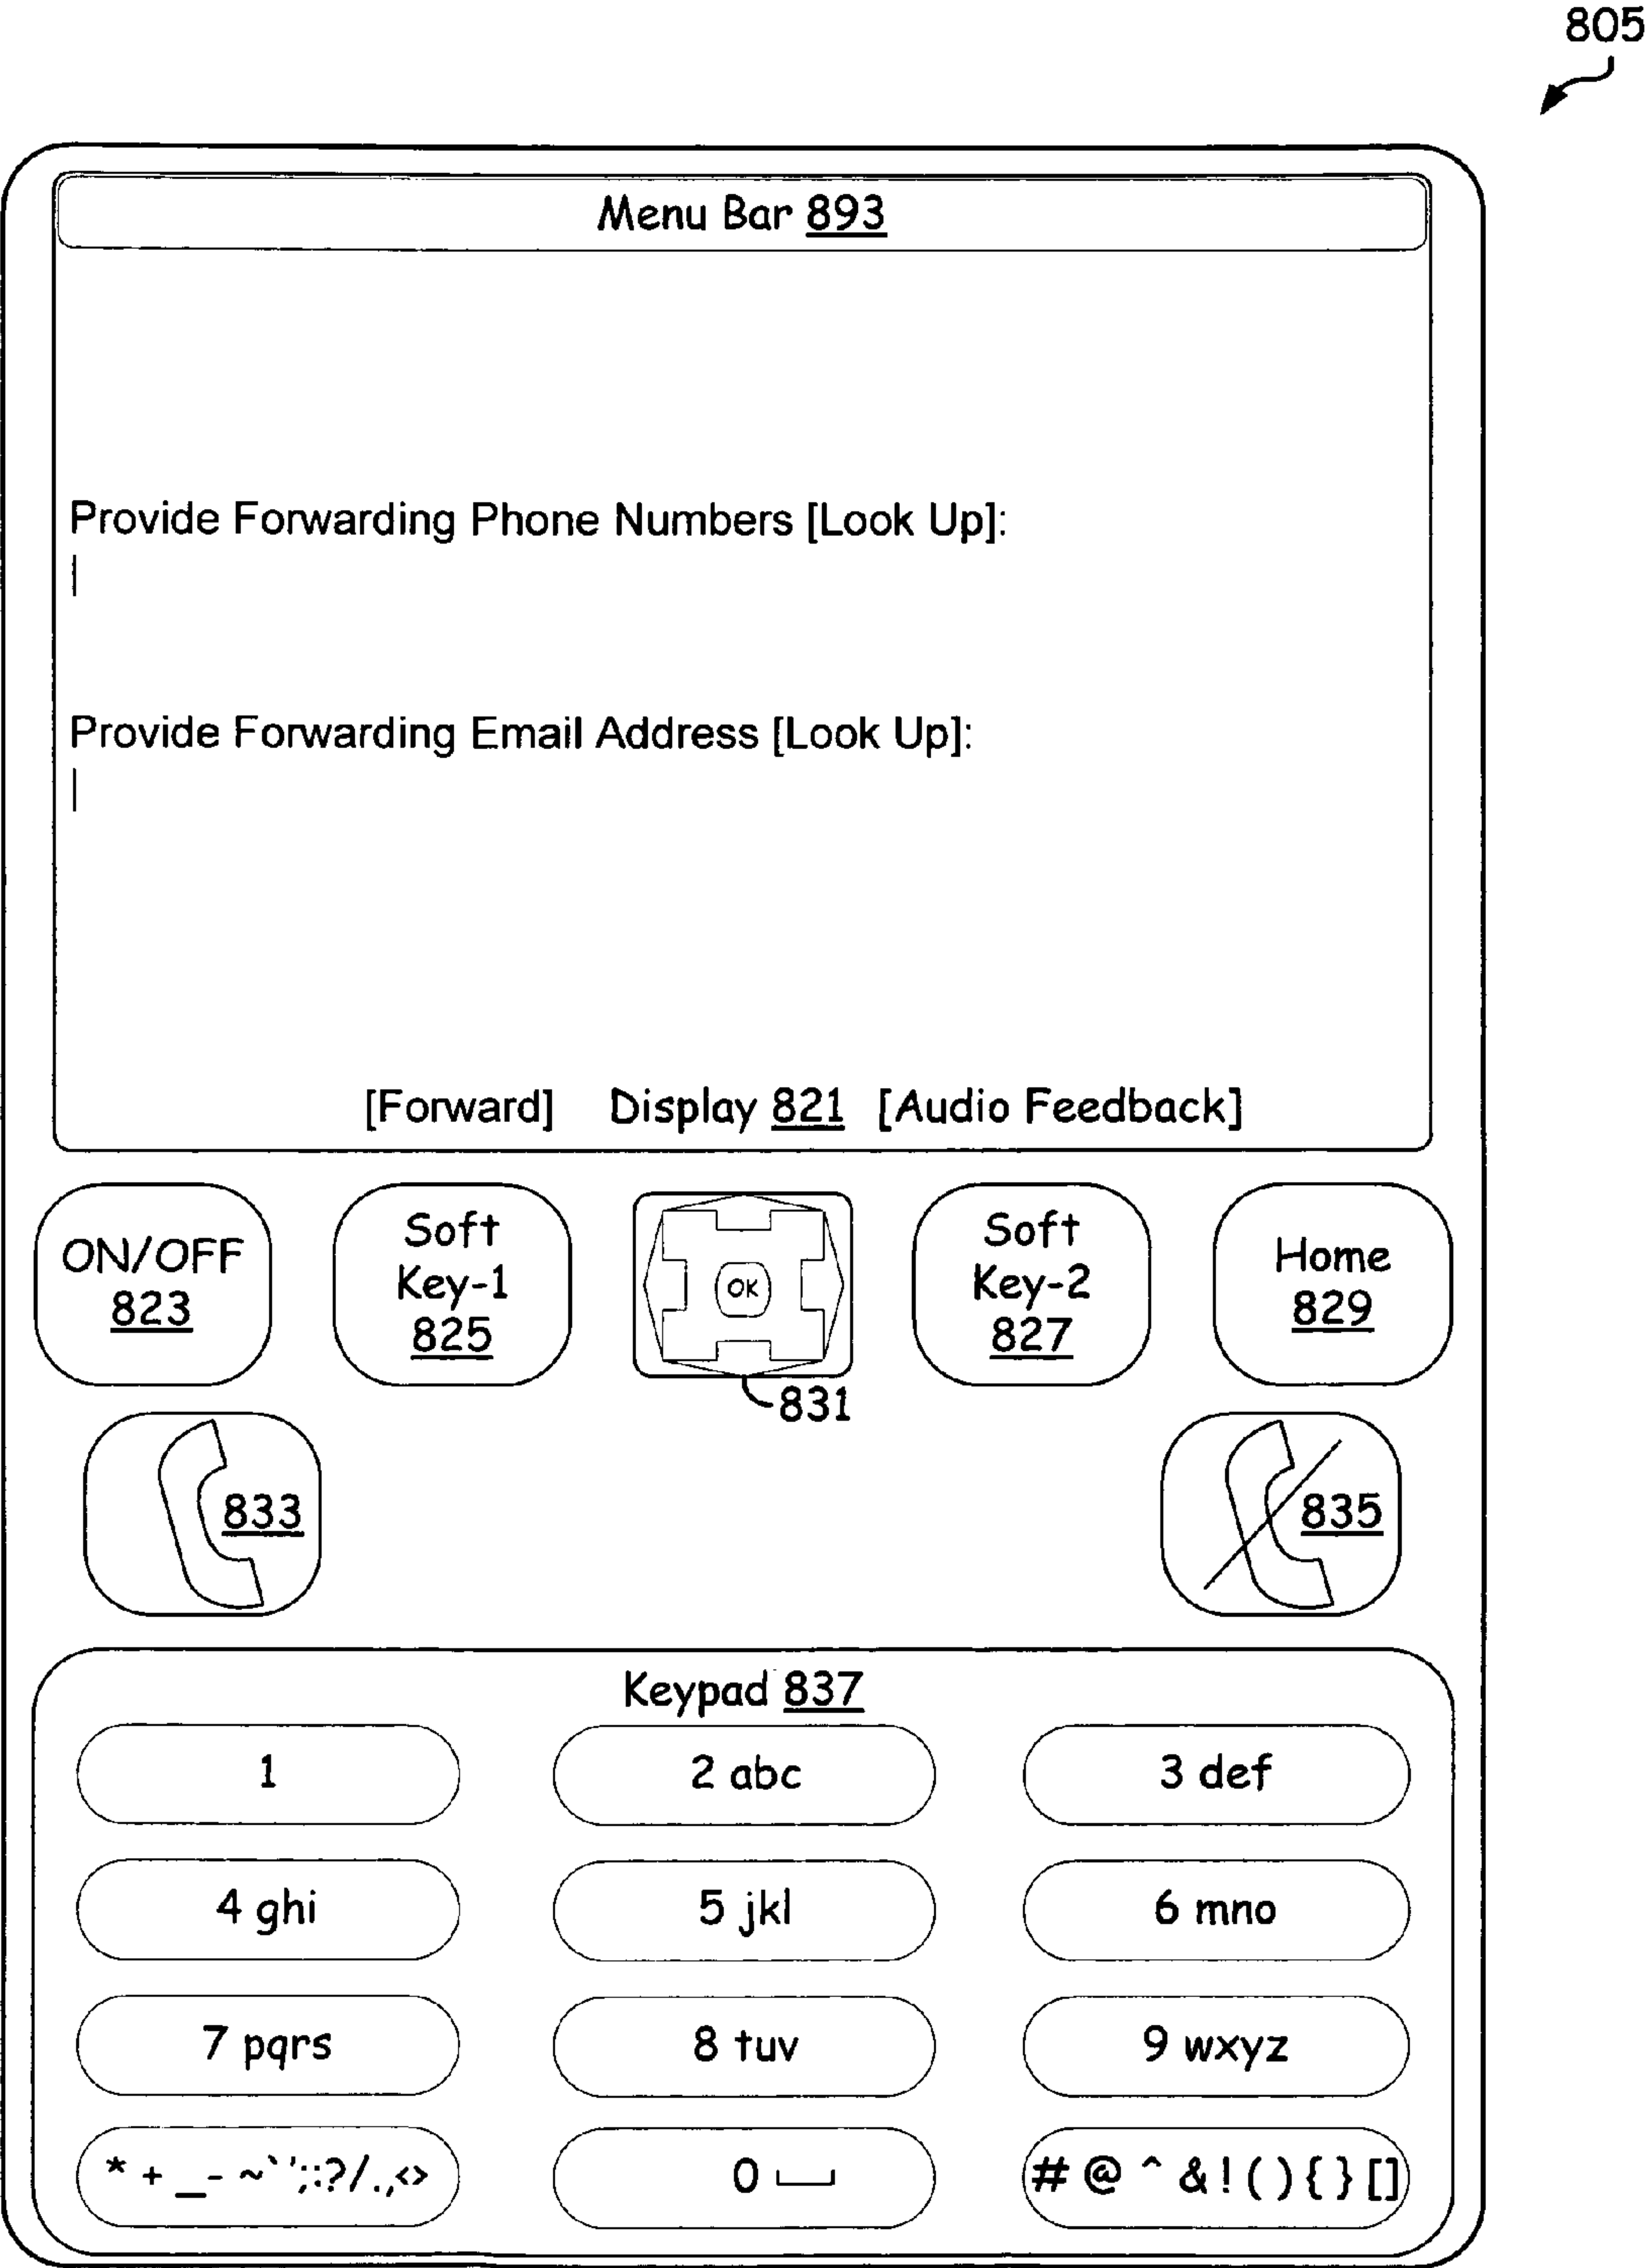 805
Menu Bar 893
Provide Forwarding Phone Numbers [Look Up]:
Provide Forwarding Email Address [Look Up]:
[Forward] Display 821 [Audio Feedback]
ON/OFF
823
Soft
Key-1
825
OK
831
Soft
Key-2
827
Home
829
833
835
Keypad 837
1
2 abc
3 def
4 ghi
5 jkl
6 mno
7 pqrs
8 tuv
9 wxyz
* + _ - ~ ` ' ; : ? / . , < >
0 ⎵
# @ ^ & ! ( ) { } [ ]